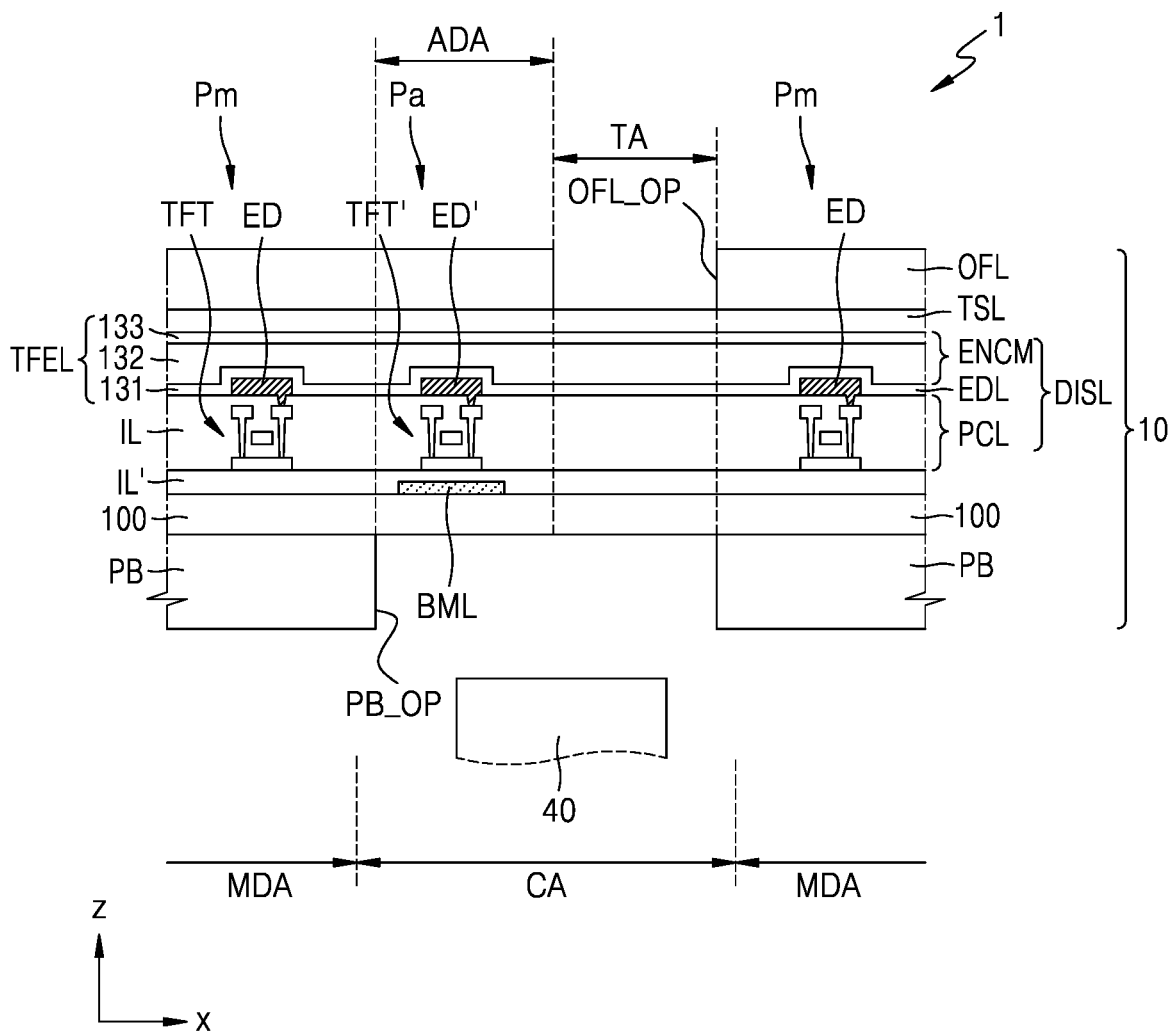 1
ADA
Pm
Pa
Pm
TA
OFL_OP
TFT
ED
TFT'
ED'
ED
OFL
TSL
133
TFEL
132
ENCM
131
EDL
DISL
IL
PCL
10
IL'
100
100
PB
BML
PB
PB_OP
40
MDA
CA
MDA
z
x